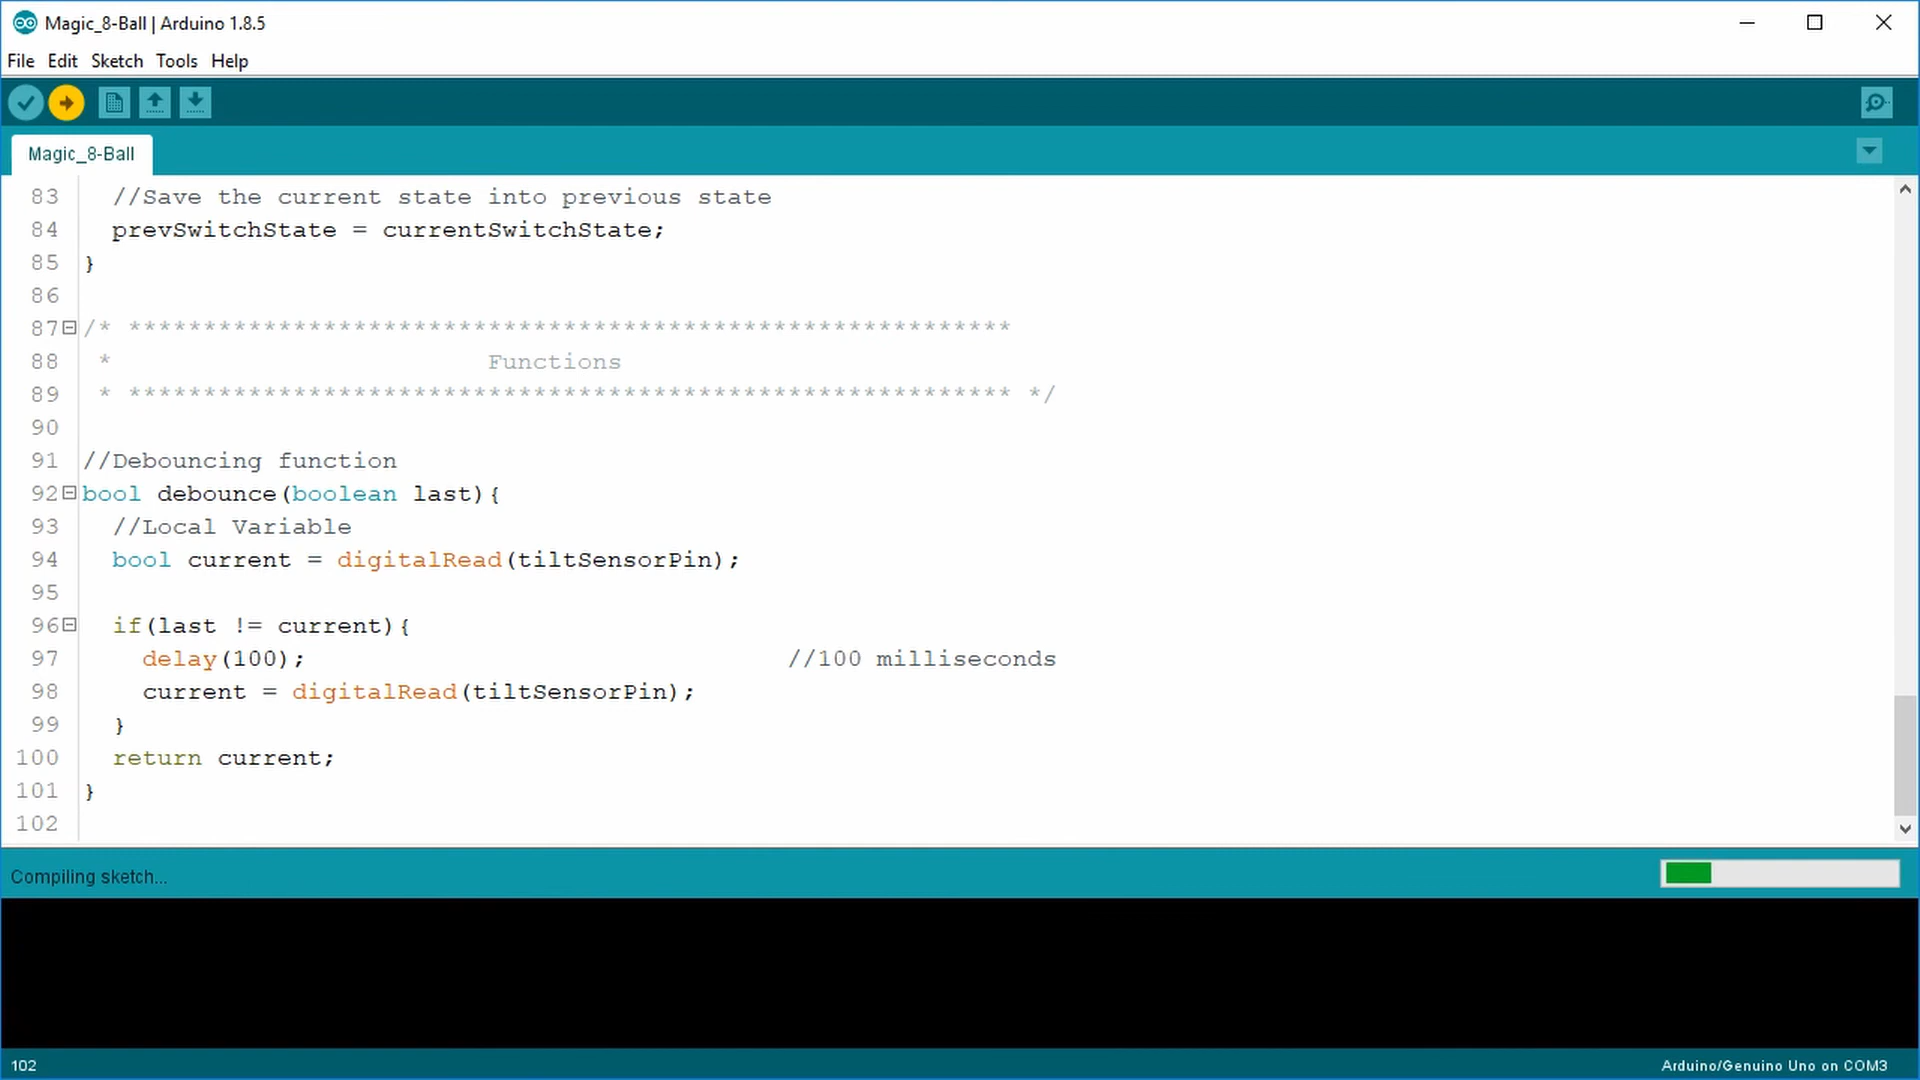 Magic_8-Ball | Arduino 1.8.5
File Edit Sketch Tools Help
Magic_8-Ball
83   //Save the current state into previous state
84   prevSwitchState = currentSwitchState;
85 }
86
87 /* ***********************************************************
88  *                         Functions
89  * *********************************************************** */
90
91 //Debouncing function
92 bool debounce(boolean last){
93   //Local Variable
94   bool current = digitalRead(tiltSensorPin);
95
96   if(last != current){
97     delay(100);                                //100 milliseconds
98     current = digitalRead(tiltSensorPin);
99   }
100   return current;
101 }
102
Compiling sketch...
102
Arduino/Genuino Uno on COM3